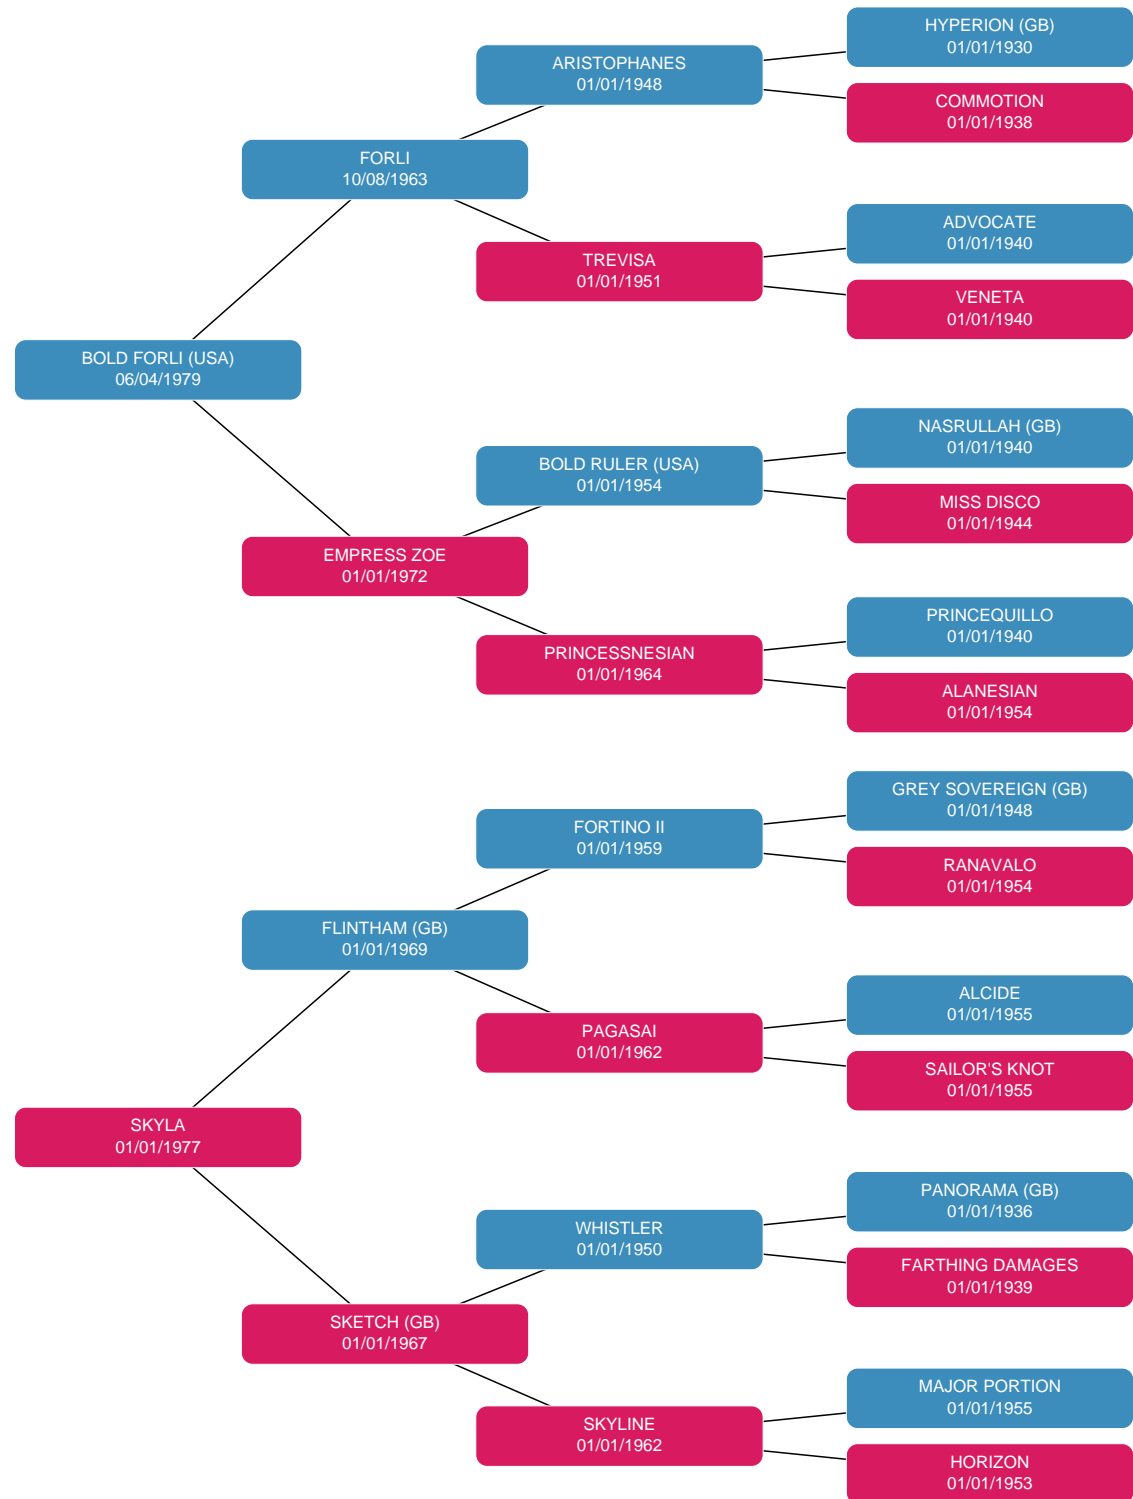 HYPERION (GB)
01/01/1930
ARISTOPHANES
01/01/1948
COMMOTION
01/01/1938
FORLI
10/08/1963
ADVOCATE
01/01/1940
TREVISA
01/01/1951
VENETA
01/01/1940
BOLD FORLI (USA)
06/04/1979
NASRULLAH (GB)
01/01/1940
BOLD RULER (USA)
01/01/1954
MISS DISCO
01/01/1944
EMPRESS ZOE
01/01/1972
PRINCEQUILLO
01/01/1940
PRINCESSNESIAN
01/01/1964
ALANESIAN
01/01/1954
GREY SOVEREIGN (GB)
01/01/1948
FORTINO II
01/01/1959
RANAVALO
01/01/1954
FLINTHAM (GB)
01/01/1969
ALCIDE
01/01/1955
PAGASAI
01/01/1962
SAILOR'S KNOT
01/01/1955
SKYLA
01/01/1977
PANORAMA (GB)
01/01/1936
WHISTLER
01/01/1950
FARTHING DAMAGES
01/01/1939
SKETCH (GB)
01/01/1967
MAJOR PORTION
01/01/1955
SKYLINE
01/01/1962
HORIZON
01/01/1953